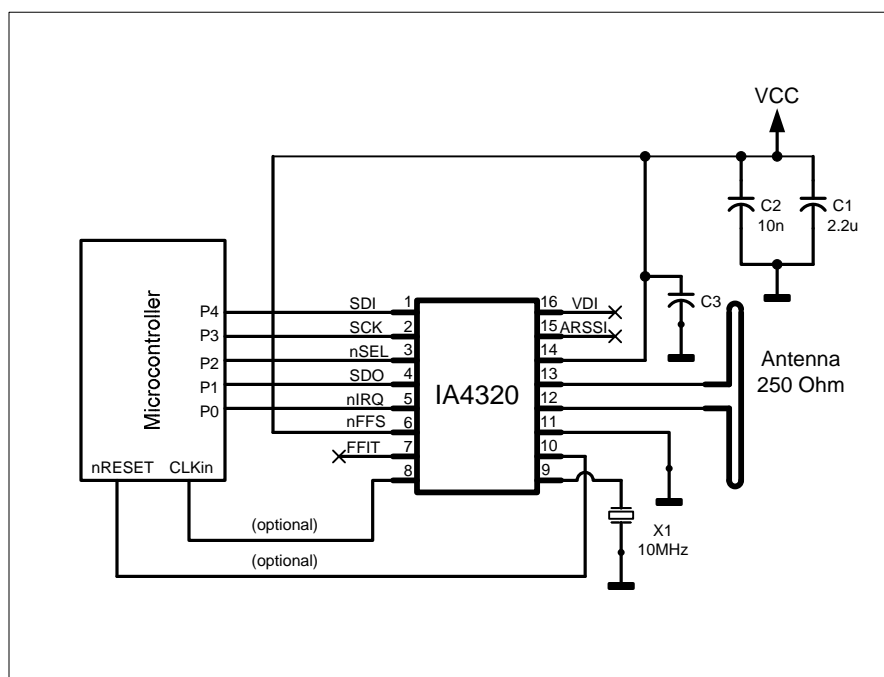 VCC
C2
10n
C1
2.2u
Microcontroller
P4
P3
P2
P1
P0
nRESET
CLKin
SDI
SCK
nSEL
SDO
nIRQ
nFFS
FFIT
1
2
3
4
5
6
7
8
IA4320
16
15
14
13
12
11
10
9
VDI
ARSSI
C3
Antenna
250 Ohm
X1
10MHz
(optional)
(optional)